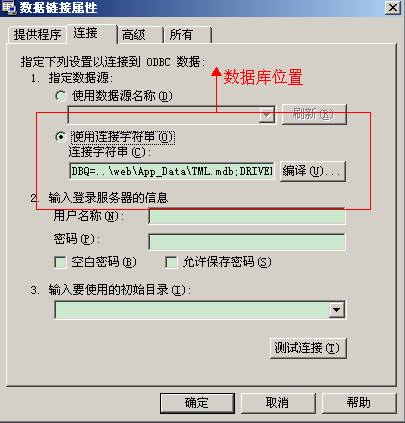 数据链接属性
提供程序 连接 高级 所有
指定下列设置以连接到 ODBC 数据:
数据库位置
1. 指定数据源:
使用数据源名称(D)
刷新(R)
使用连接字符串(O)
连接字符串(C):
DBQ=..\web\App_Data\TML.mdb;DRIVE
编译(U)...
2. 输入登录服务器的信息
用户名称(N):
密码(P):
空白密码(B) 允许保存密码(S)
3. 输入要使用的初始目录(I):
测试连接(T)
确定 取消 帮助